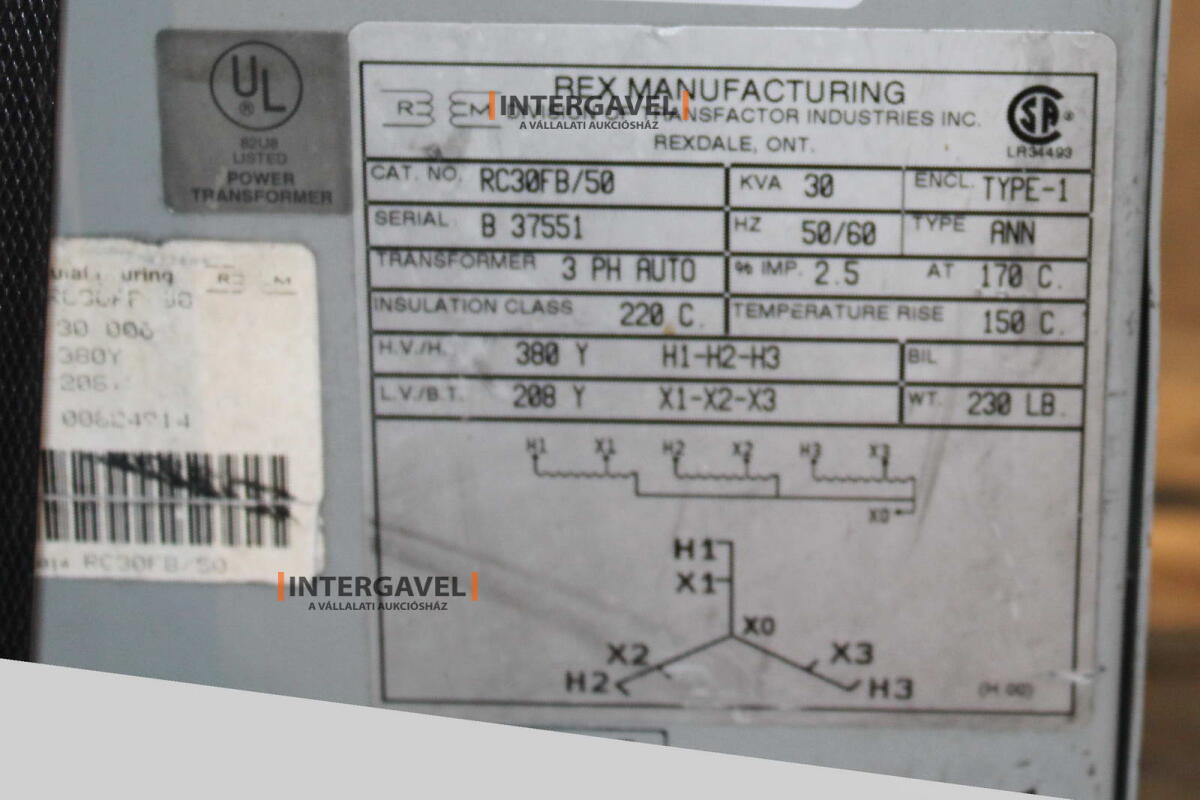 UL
®
82U8
LISTED
POWER
TRANSFORMER
REX MANUFACTURING
DIVISION OF TRANSFACTOR INDUSTRIES INC.
REXDALE, ONT.
INTERGAVEL
A VÁLLALATI AUKCIÓSHÁZ
SA ®
LR34493
CAT. NO. RC30FB/50 KVA 30 ENCL. TYPE-1
SERIAL B 37551 HZ 50/60 TYPE ANN
TRANSFORMER 3 PH AUTO % IMP. 2.5 AT 170 C.
INSULATION CLASS 220 C. TEMPERATURE RISE 150 C.
H.V./H. 380 Y H1-H2-H3 BIL
L.V./B.T. 208 Y X1-X2-X3 WT. 230 LB.
H1 X1 H2 X2 H3 X3
X0
H1
X1
X0
X2 X3
H2 H3
380Y
RC30FB/50
INTERGAVEL
A VÁLLALATI AUKCIÓSHÁZ